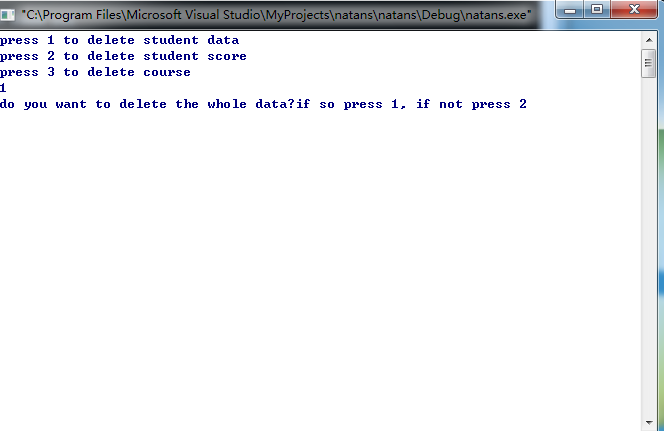 "C:\Program Files\Microsoft Visual Studio\MyProjects\natans\natans\Debug\natans.exe"
press 1 to delete student data
press 2 to delete student score
press 3 to delete course
1
do you want to delete the whole data?if so press 1, if not press 2